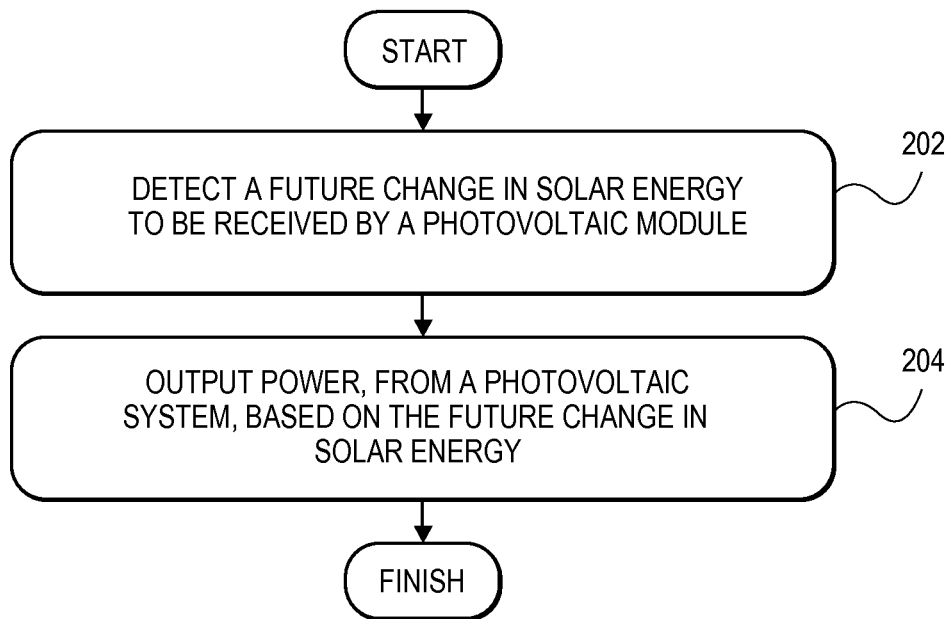 START
DETECT A FUTURE CHANGE IN SOLAR ENERGY
TO BE RECEIVED BY A PHOTOVOLTAIC MODULE
202
OUTPUT POWER, FROM A PHOTOVOLTAIC
SYSTEM, BASED ON THE FUTURE CHANGE IN
SOLAR ENERGY
204
FINISH